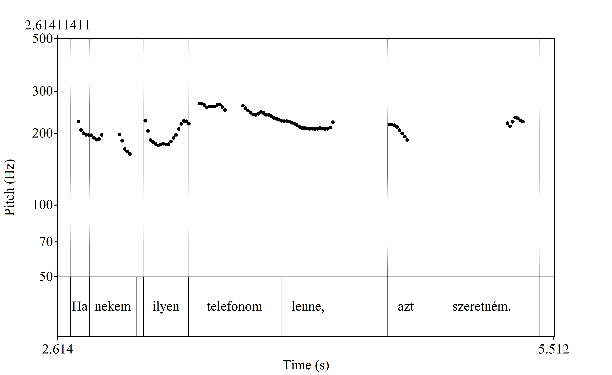 2.61411411
500
300
200
100
70
50
Pitch (Hz)
Ha nekem ilyen telefonom lenne, azt szeretném.
2.614 5.512
Time (s)